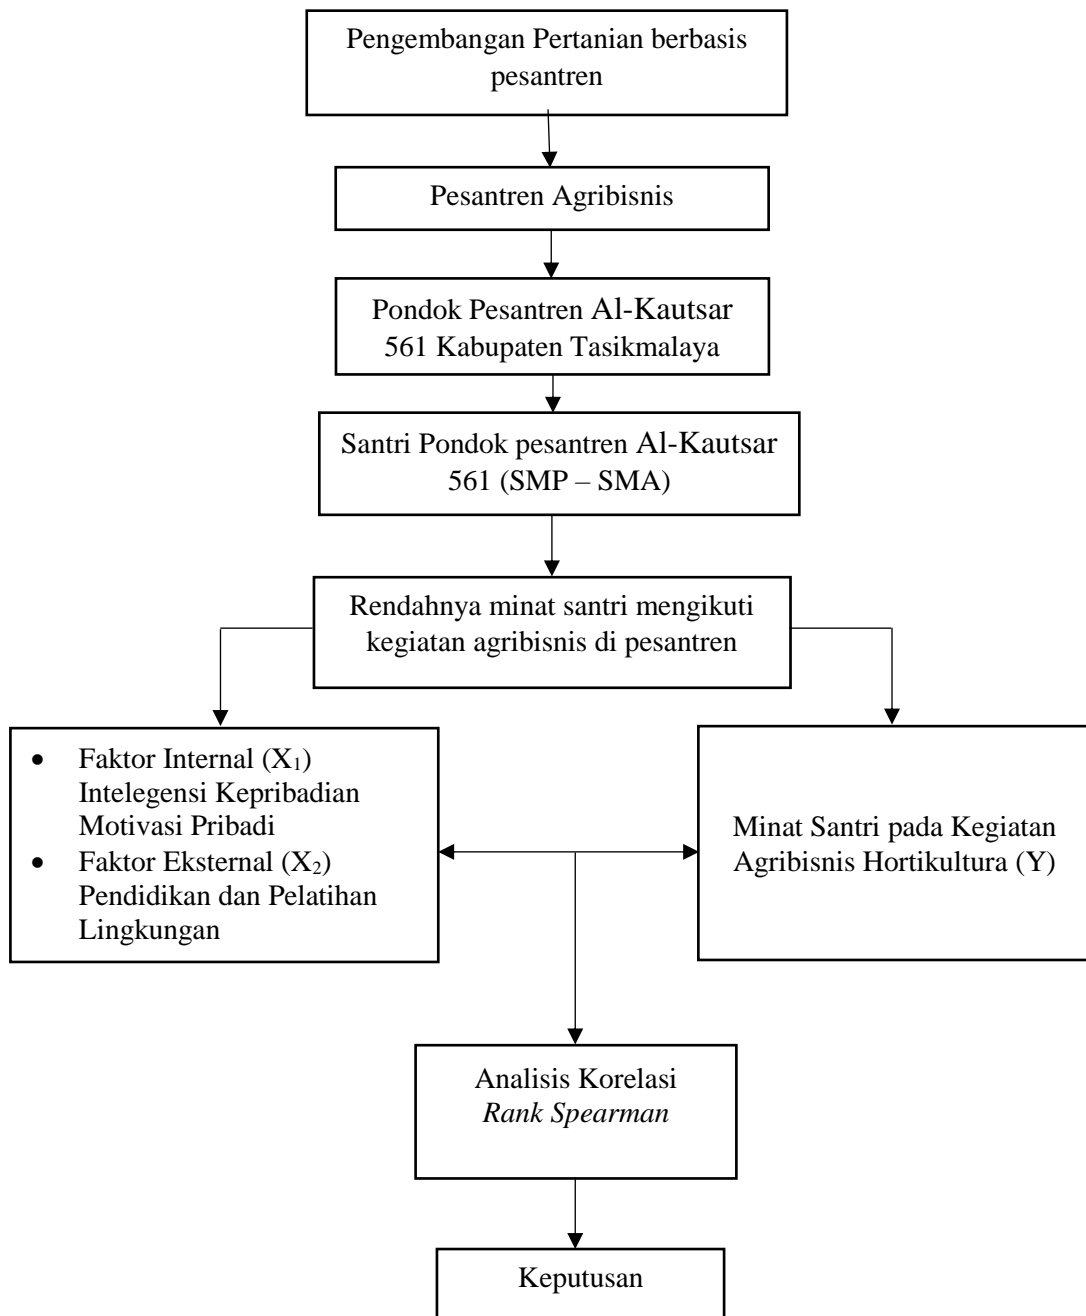 Pengembangan Pertanian berbasis
pesantren
Pesantren Agribisnis
Pondok Pesantren Al-Kautsar
561 Kabupaten Tasikmalaya
Santri Pondok pesantren Al-Kautsar
561 (SMP – SMA)
Rendahnya minat santri mengikuti
kegiatan agribisnis di pesantren
• Faktor Internal (X₁)
Intelegensi Kepribadian
Motivasi Pribadi
• Faktor Eksternal (X₂)
Pendidikan dan Pelatihan
Lingkungan
Minat Santri pada Kegiatan
Agribisnis Hortikultura (Y)
Analisis Korelasi
Rank Spearman
Keputusan